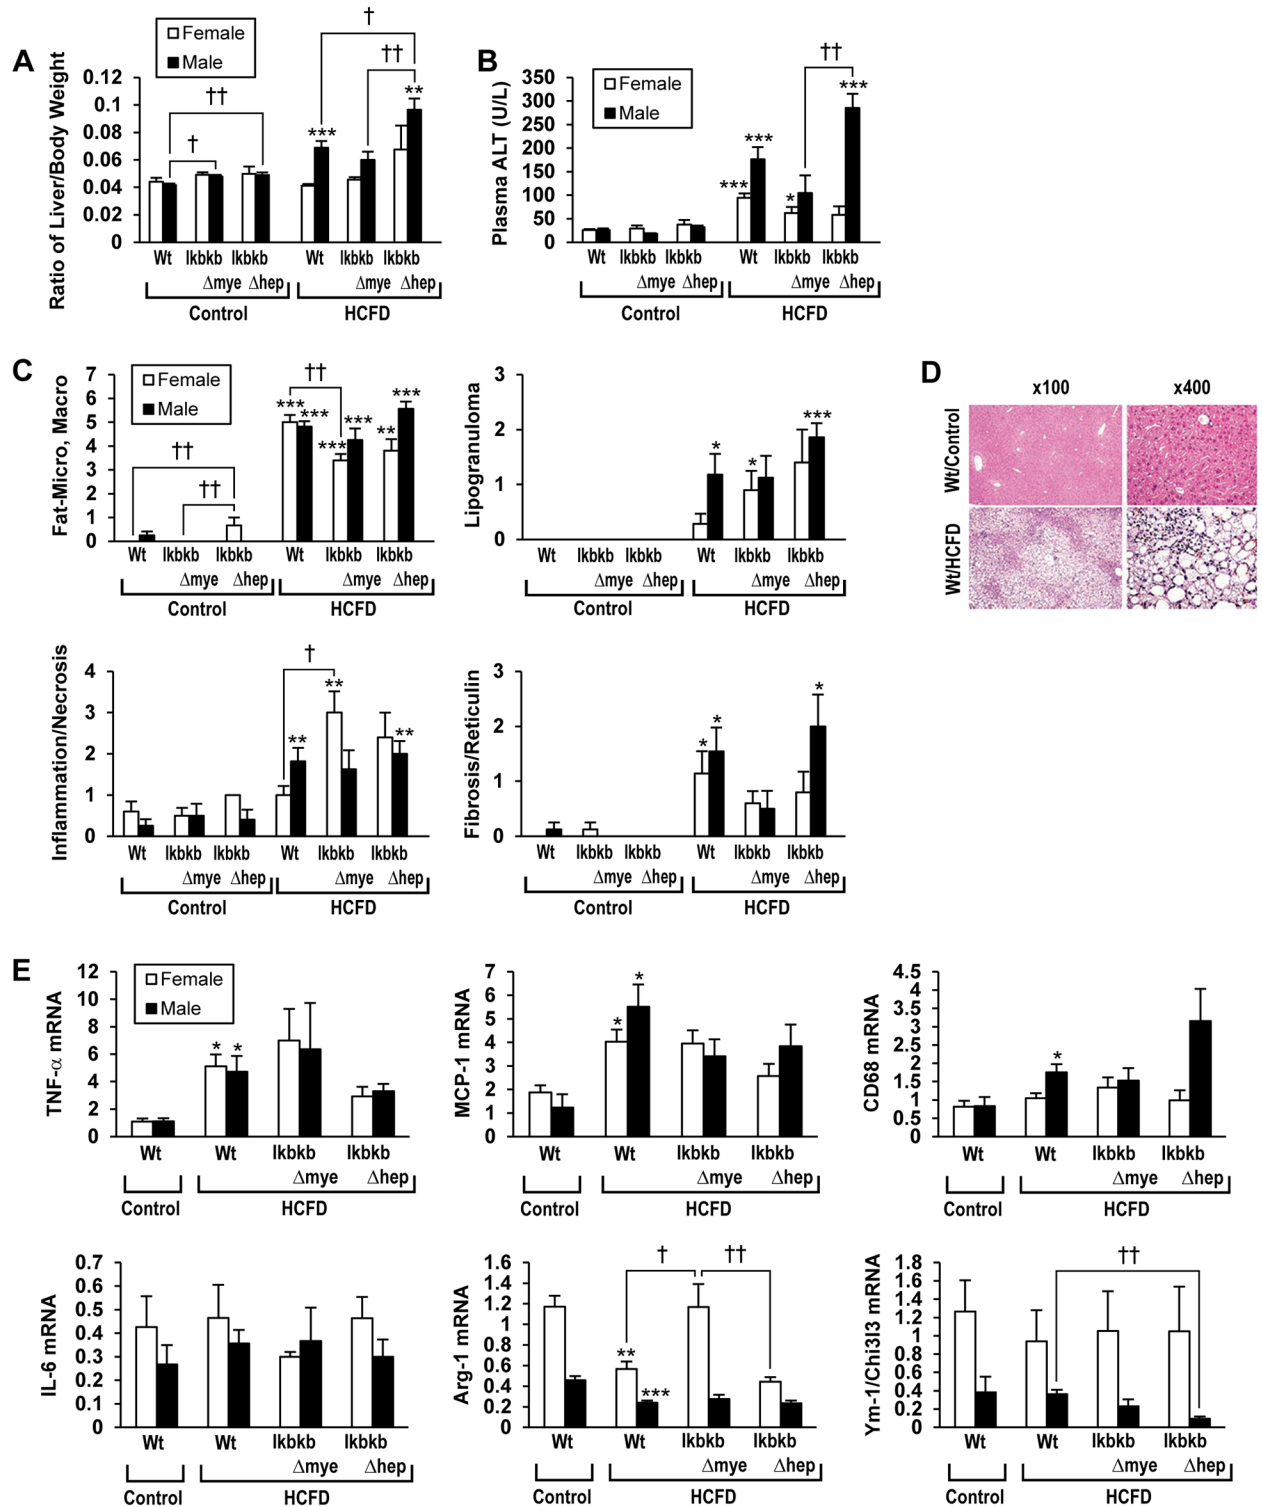 A
Female
Male
†
††
**
***
††
†
Ratio of Liver/Body Weight
0.12
0.1
0.08
0.06
0.04
0.02
0
Wt Ikbkb Ikbkb Wt Ikbkb Ikbkb
Δmye Δhep Δmye Δhep
Control HCFD
B
Female
Male
††
***
***
***
*
Plasma ALT (U/L)
350
300
250
200
150
100
50
0
Wt Ikbkb Ikbkb Wt Ikbkb Ikbkb
Δmye Δhep Δmye Δhep
Control HCFD
C
Female
Male
††
***
*** ***
***
***
**
††
††
Fat-Micro, Macro
7
6
5
4
3
2
1
0
Wt Ikbkb Ikbkb Wt Ikbkb Ikbkb
Δmye Δhep Δmye Δhep
Control HCFD
Lipogranuloma
3
2
1
0
* * ***
Wt Ikbkb Ikbkb Wt Ikbkb Ikbkb
Δmye Δhep Δmye Δhep
Control HCFD
D
x100 x400
Wt/Control
Wt/HCFD
Inflammation/Necrosis
4
3
2
1
0
†
**
** **
Wt Ikbkb Ikbkb Wt Ikbkb Ikbkb
Δmye Δhep Δmye Δhep
Control HCFD
Fibrosis/Reticulin
3
2
1
0
* * *
Wt Ikbkb Ikbkb Wt Ikbkb Ikbkb
Δmye Δhep Δmye Δhep
Control HCFD
E
Female
Male
TNF-α mRNA
12
10
8
6
4
2
0
* *
Wt Wt Ikbkb Ikbkb
Δmye Δhep
Control HCFD
MCP-1 mRNA
7
6
5
4
3
2
1
0
* *
Wt Wt Ikbkb Ikbkb
Δmye Δhep
Control HCFD
CD68 mRNA
4.5
4
3.5
3
2.5
2
1.5
1
0.5
0
*
Wt Wt Ikbkb Ikbkb
Δmye Δhep
Control HCFD
IL-6 mRNA
0.7
0.6
0.5
0.4
0.3
0.2
0.1
0
Wt Wt Ikbkb Ikbkb
Δmye Δhep
Control HCFD
Arg-1 mRNA
1.6
1.4
1.2
1
0.8
0.6
0.4
0.2
0
† ††
**
***
Wt Wt Ikbkb Ikbkb
Δmye Δhep
Control HCFD
Ym-1/Chi3l3 mRNA
1.8
1.6
1.4
1.2
1
0.8
0.6
0.4
0.2
0
††
Wt Wt Ikbkb Ikbkb
Δmye Δhep
Control HCFD